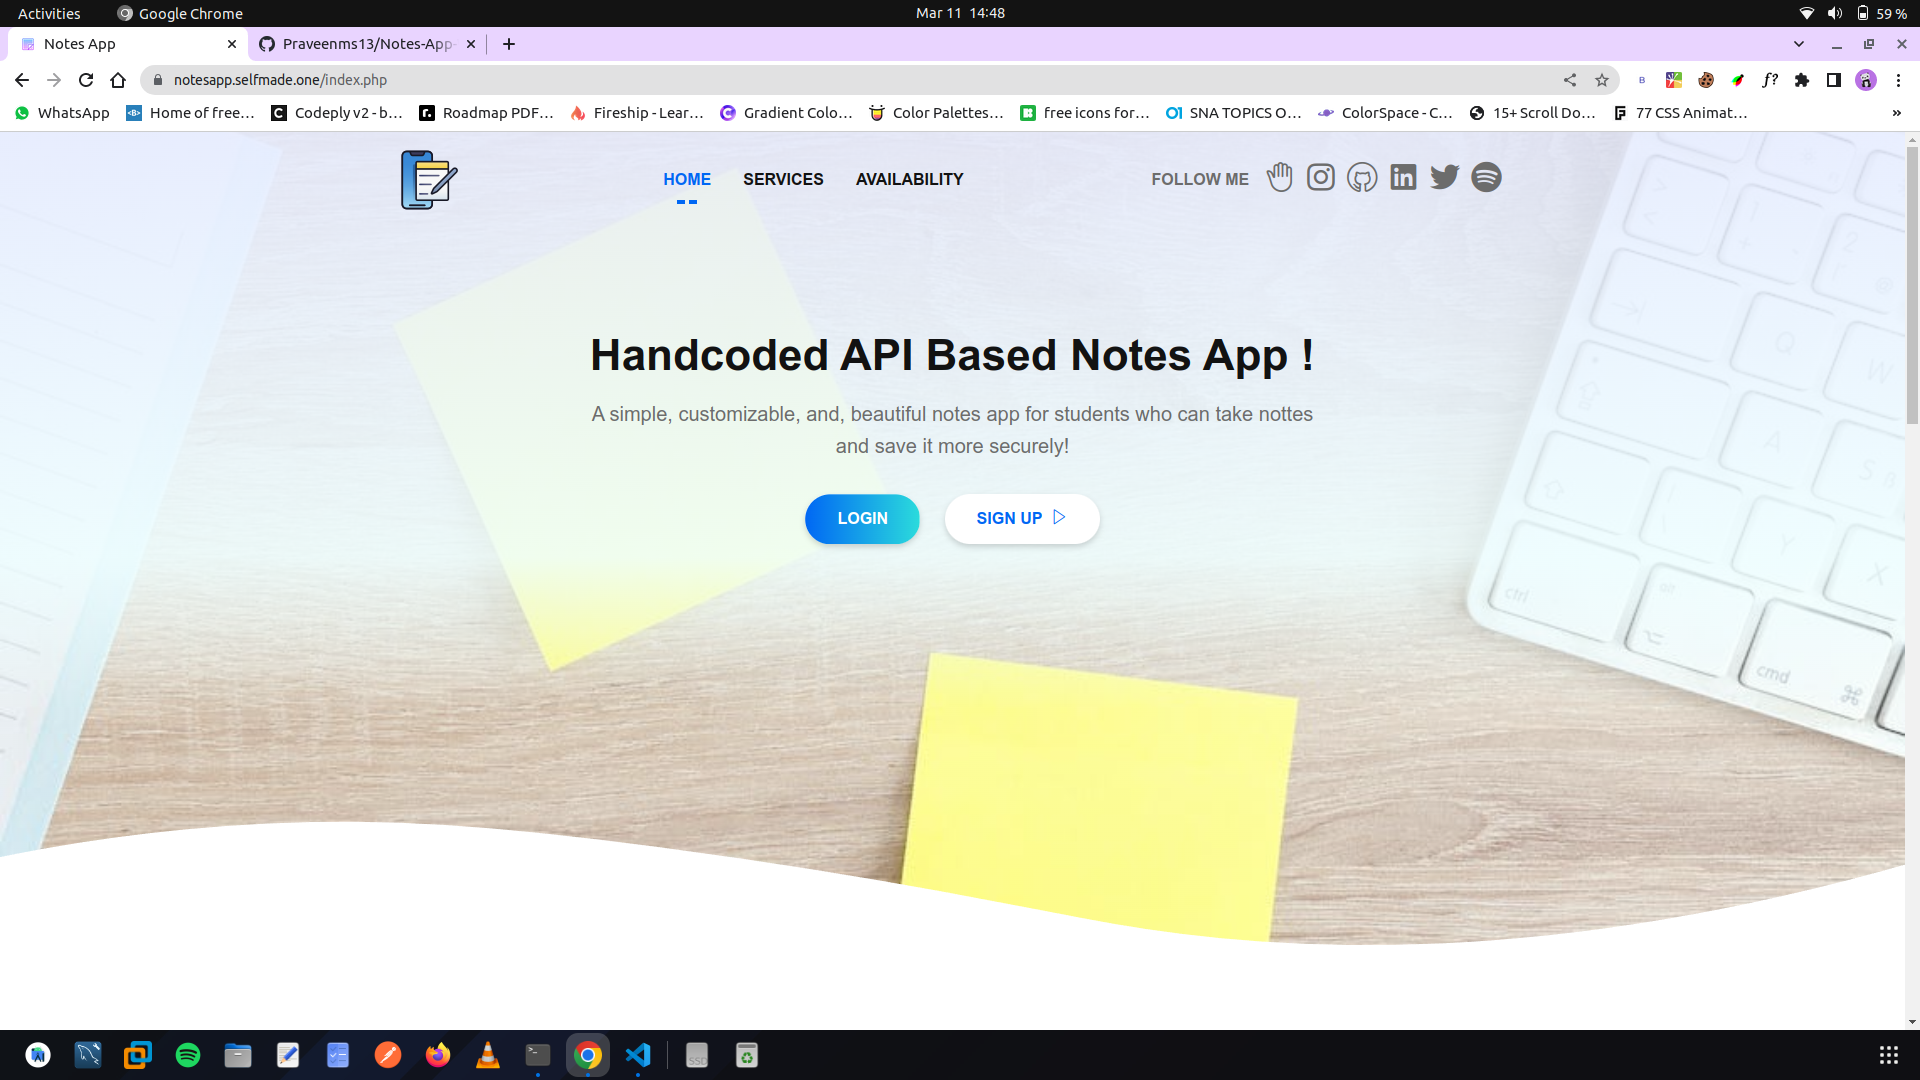 Activities Google Chrome Mar 11 14:48 59 %
Notes App Praveenms13/Notes-App-
notesapp.selfmade.one/index.php f?
WhatsApp Home of free… Codeply v2 - b… Roadmap PDF… Fireship - Lear… Gradient Colo… Color Palettes… free icons for… SNA TOPICS O… ColorSpace - C… 15+ Scroll Do… 77 CSS Animat… »
HOME SERVICES AVAILABILITY FOLLOW ME
Handcoded API Based Notes App !
A simple, customizable, and, beautiful notes app for students who can take nottes
and save it more securely!
LOGIN SIGN UP
2
@
Q W
A S
Y X
ctrl alt
cmd ⌘
SSD